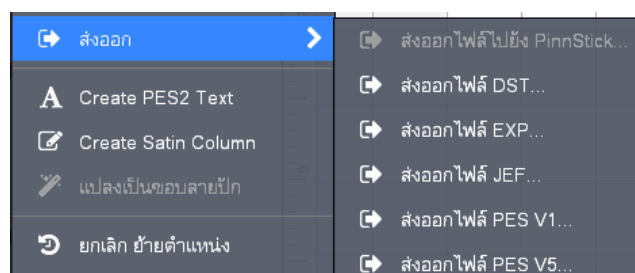 ส่งออก
Create PES2 Text
Create Satin Column
แปลงเป็นขอบลายปัก
ยกเลิก ย้ายตำแหน่ง
ส่งออกไฟล์ไปยัง PinnStick...
ส่งออกไฟล์ DST...
ส่งออกไฟล์ EXP...
ส่งออกไฟล์ JEF...
ส่งออกไฟล์ PES V1...
ส่งออกไฟล์ PES V5...